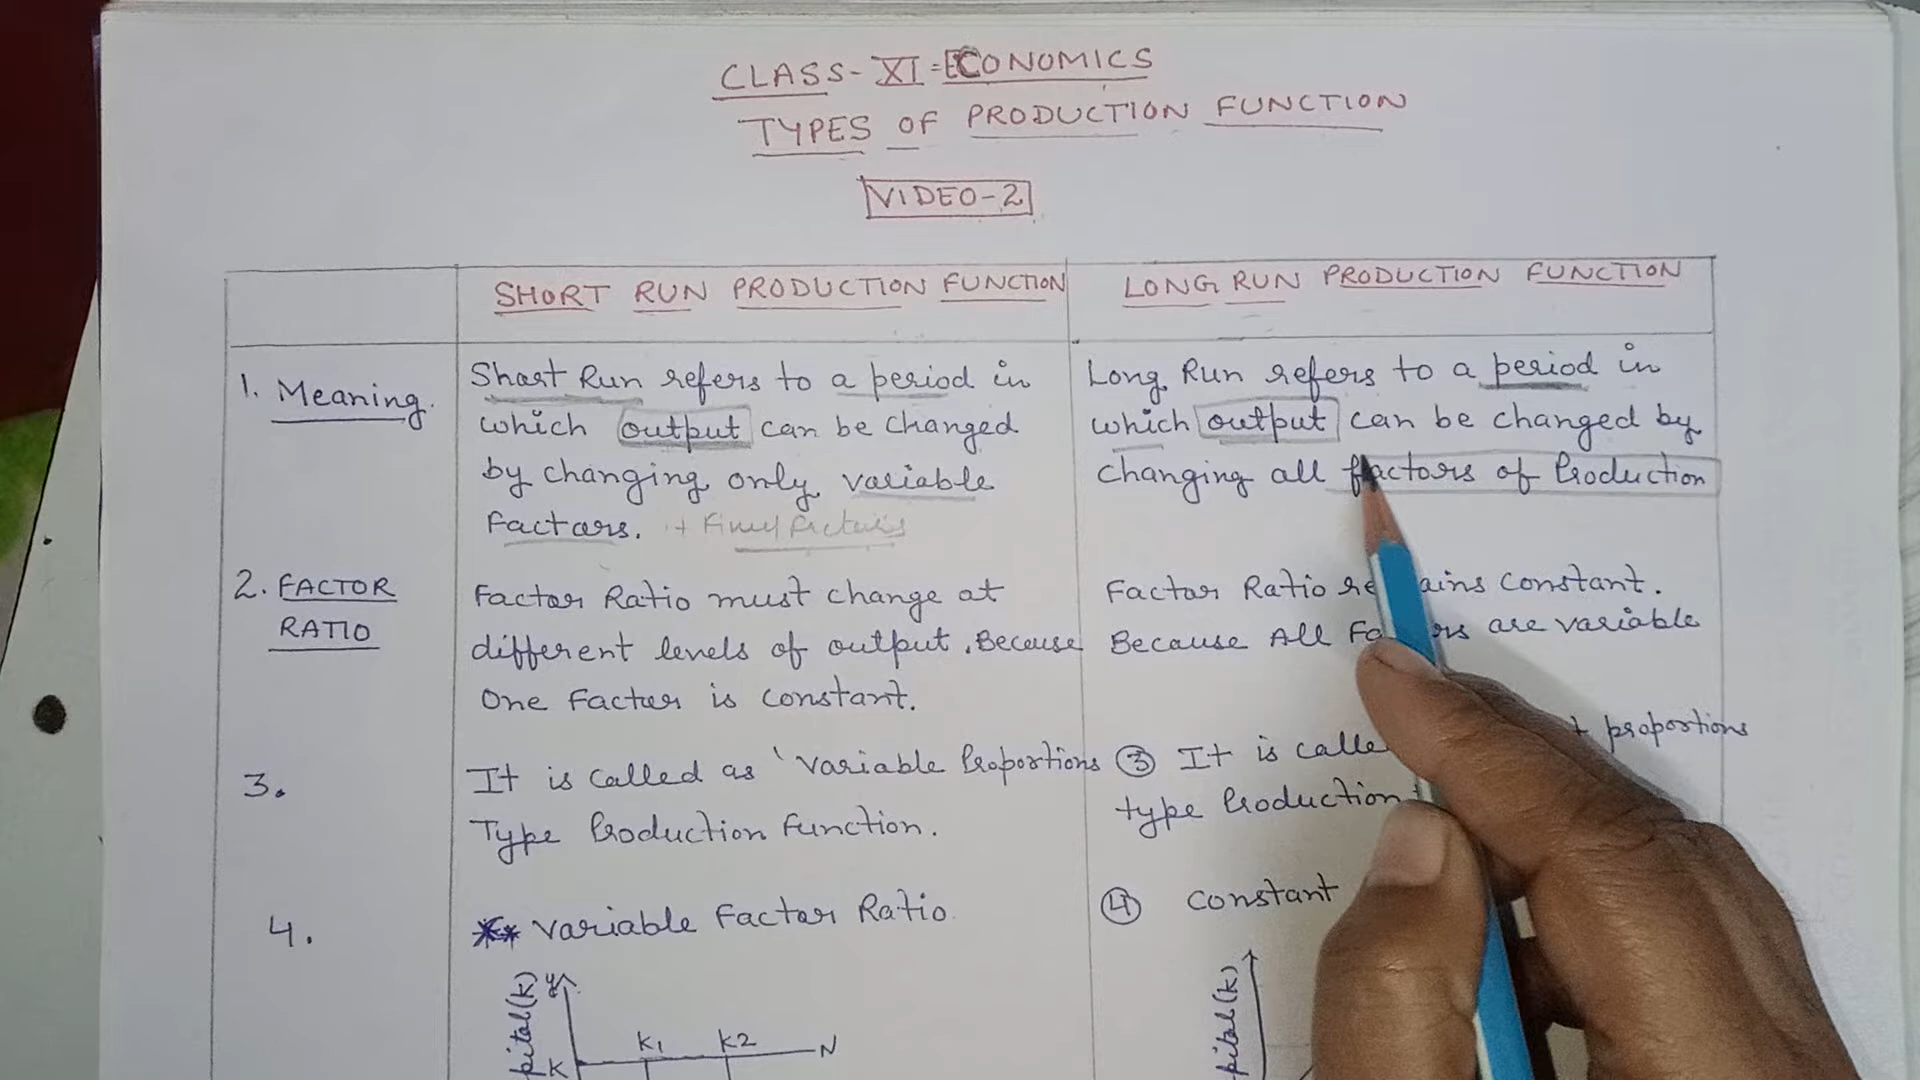 CLASS-XI=ECONOMICS
TYPES OF PRODUCTION FUNCTION
VIDEO-2
SHORT RUN PRODUCTION FUNCTION
LONG RUN PRODUCTION FUNCTION
1. Meaning.
Short Run refers to a period in
which output can be changed
by changing only variable
Factors. +
Long Run refers to a period in
which output can be changed by
changing all factors of Production
2. FACTOR
RATIO
Factor Ratio must change at
different levels of output. Because
One Factor is constant.
Factor Ratio re ains constant.
Because All Fa rs are variable
3.
It is called as 'Variable Proportions
Type Production Function.
③ It is calle t proportions
type Production
4.
** Variable Factor Ratio
④ constant
pital(K)
y
K1 K2 N
K
pital(K)